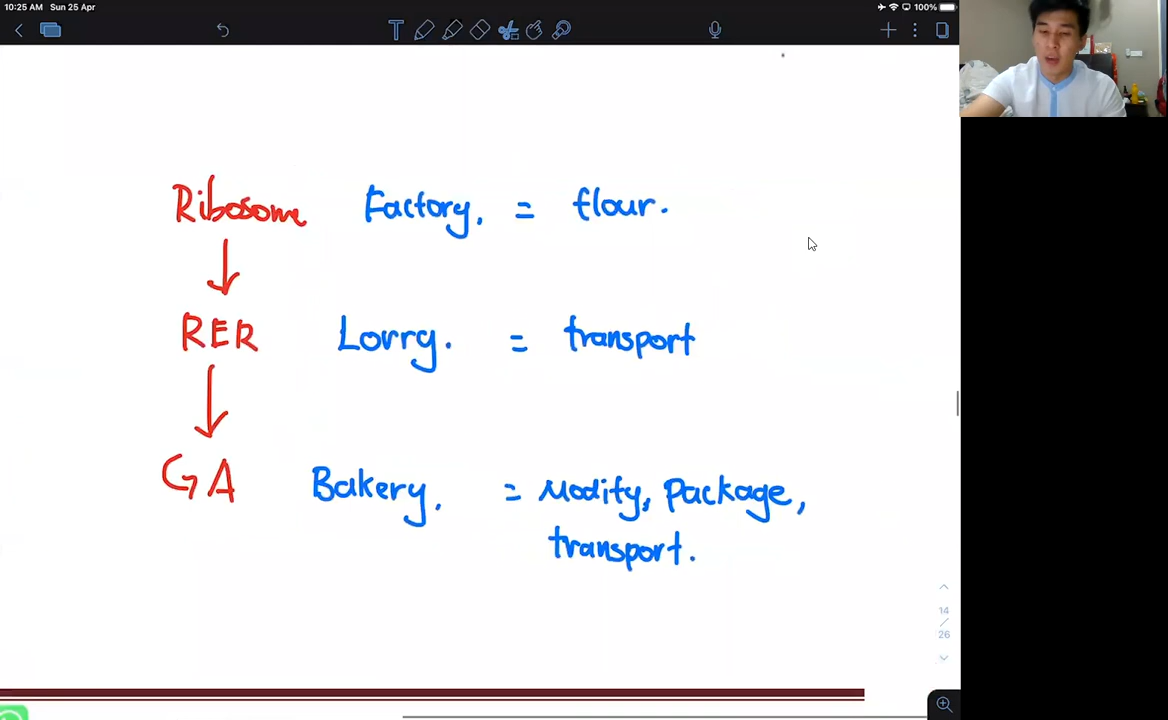 10:25 AM Sun 25 Apr 100%
Ribosome Factory. = flour.
RER Lorry. = transport
GA Bakery. = Modify, Package,
transport.
14
/
26